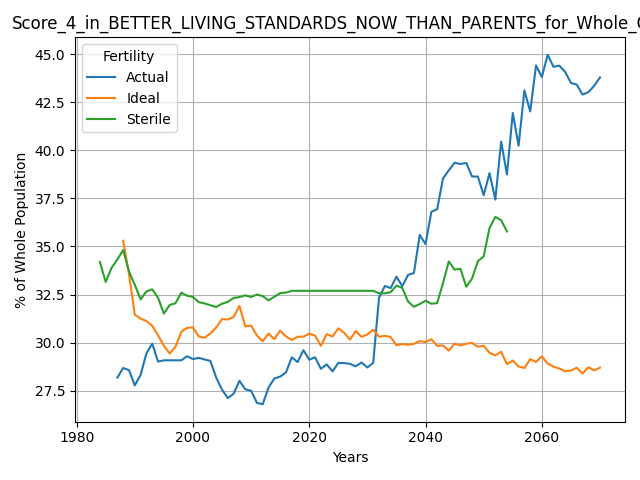 Score_4_in_BETTER_LIVING_STANDARDS_NOW_THAN_PARENTS_for_Whole_
Fertility
Actual
Ideal
Sterile
45.0
42.5
40.0
37.5
35.0
32.5
30.0
27.5
% of Whole Population
1980
2000
2020
2040
2060
Years